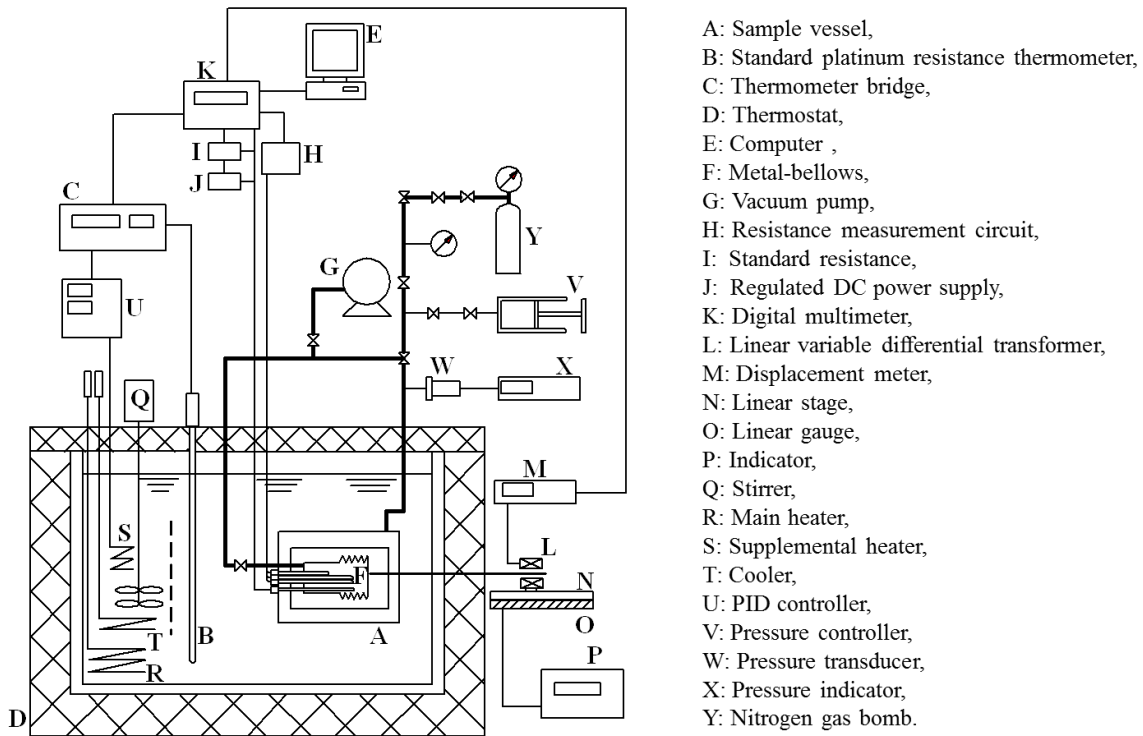 E
K
I
H
J
C
Y
G
V
U
W
X
Q
M
S
L
F
N
O
T
B
A
R
P
D
A: Sample vessel,
B: Standard platinum resistance thermometer,
C: Thermometer bridge,
D: Thermostat,
E: Computer ,
F: Metal-bellows,
G: Vacuum pump,
H: Resistance measurement circuit,
I: Standard resistance,
J: Regulated DC power supply,
K: Digital multimeter,
L: Linear variable differential transformer,
M: Displacement meter,
N: Linear stage,
O: Linear gauge,
P: Indicator,
Q: Stirrer,
R: Main heater,
S: Supplemental heater,
T: Cooler,
U: PID controller,
V: Pressure controller,
W: Pressure transducer,
X: Pressure indicator,
Y: Nitrogen gas bomb.